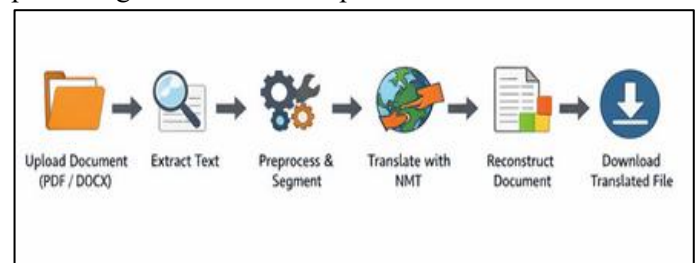 Upload Document
(PDF / DOCX)
Extract Text
Preprocess &
Segment
Translate with
NMT
Reconstruct
Document
Download
Translated File